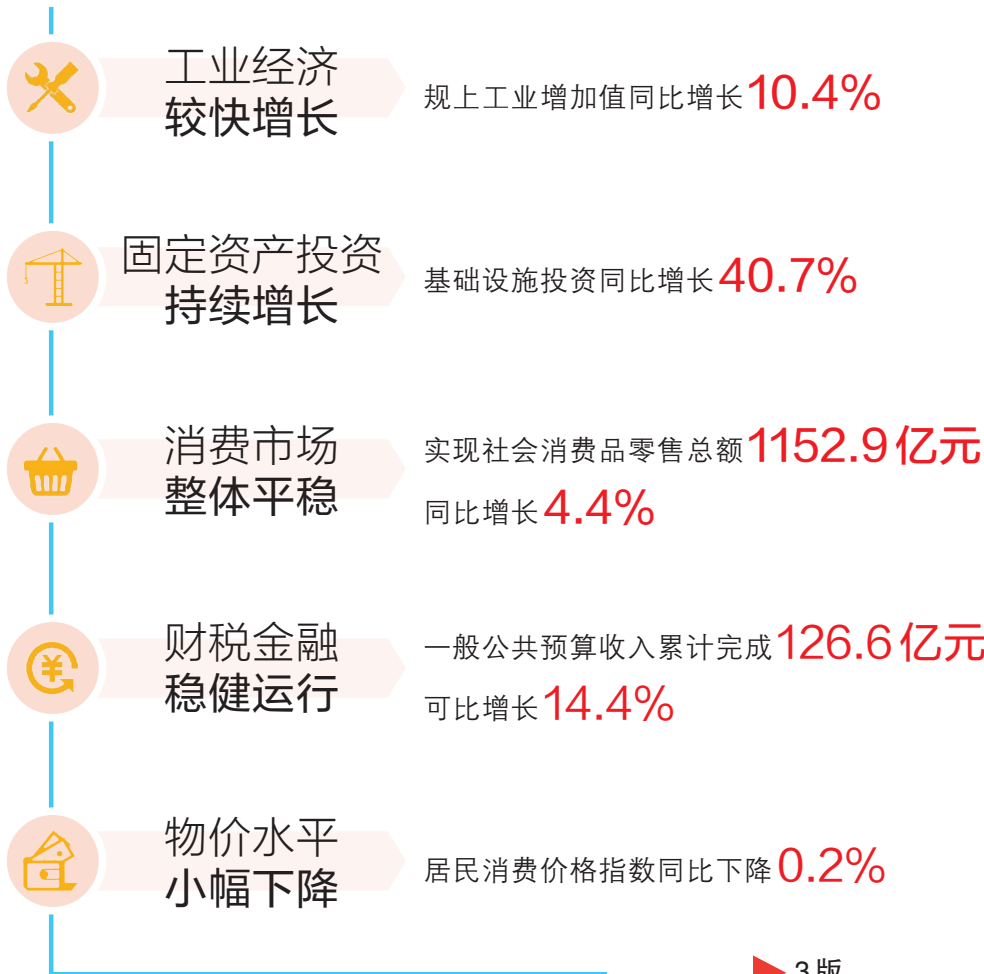 工业经济
较快增长
规上工业增加值同比增长10.4%
固定资产投资
持续增长
基础设施投资同比增长40.7%
消费市场
整体平稳
实现社会消费品零售总额1152.9亿元
同比增长4.4%
财税金融
稳健运行
一般公共预算收入累计完成126.6亿元
可比增长14.4%
物价水平
小幅下降
居民消费价格指数同比下降0.2%
3版